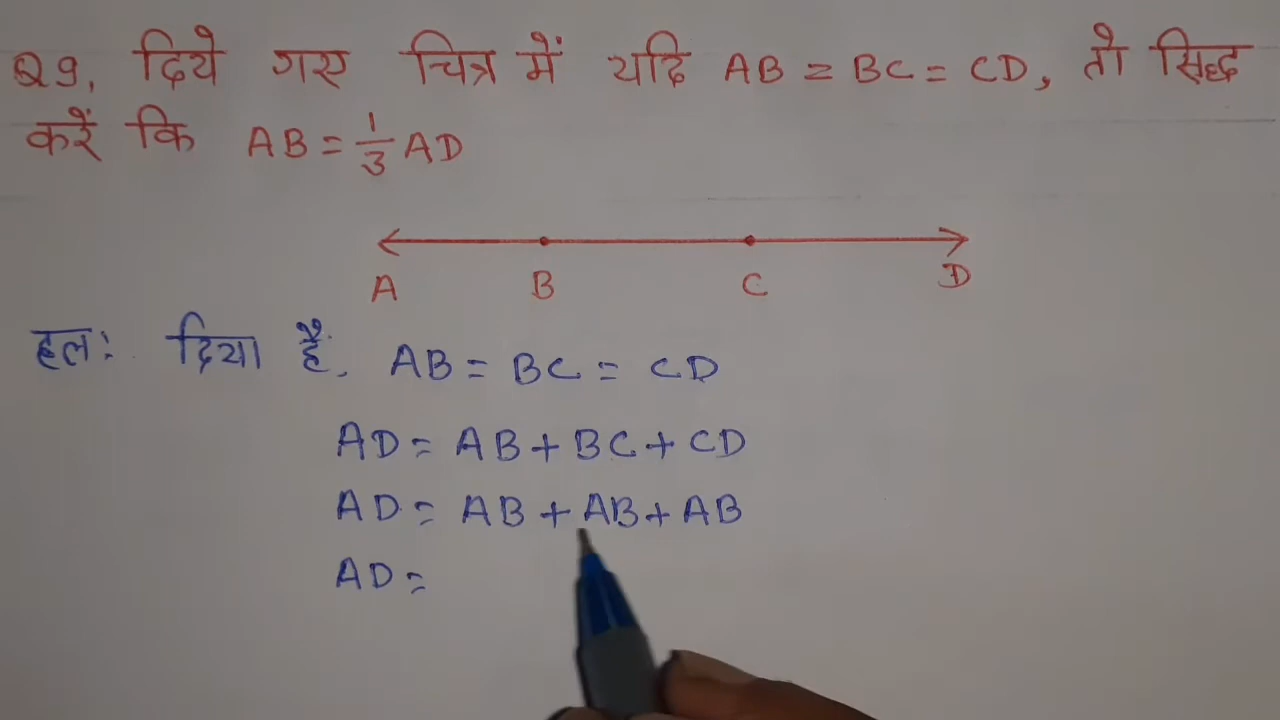 Q9. दिये गए चित्र में यदि AB = BC = CD, तो सिद्ध
करें कि AB = 1/3 AD
A B C D
हल: दिया है, AB = BC = CD
AD = AB + BC + CD
AD = AB + AB + AB
AD =